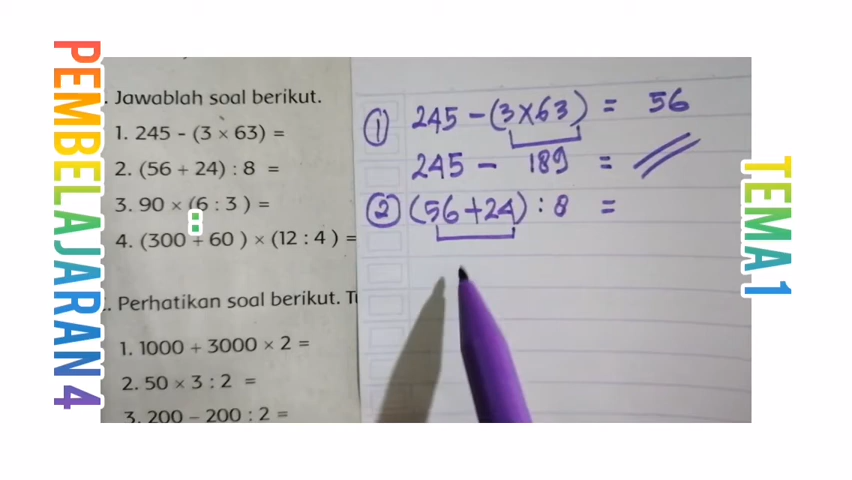 PEMBELAJARAN 4
TEMA 1
. Jawablah soal berikut.
1. 245 - (3 × 63) =
2. (56 + 24) : 8 =
3. 90 × (6 : 3 ) =
4. (300 + 60 ) × (12 : 4 ) =
. Perhatikan soal berikut.
1. 1000 + 3000 × 2 =
2. 50 × 3 : 2 =
3. 200 - 200 : 2 =
① 245 - (3×63) = 56
245 - 189 =
② (56+24) : 8 =